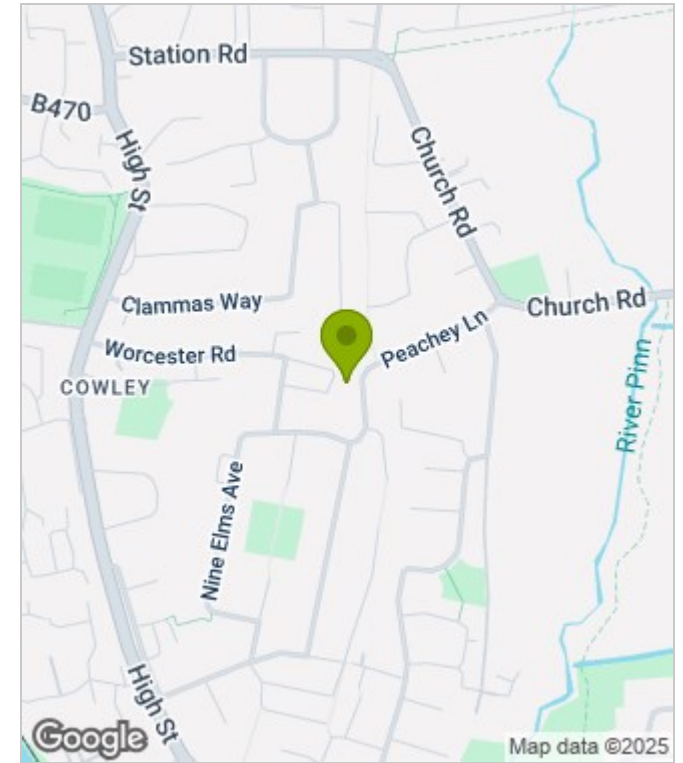 Station Rd
B470
High St
Church Rd
Clammas Way
Church Rd
Worcester Rd
Peachey Ln
COWLEY
River Pinn
Nine Elms Ave
High St
Google
Map data ©2025